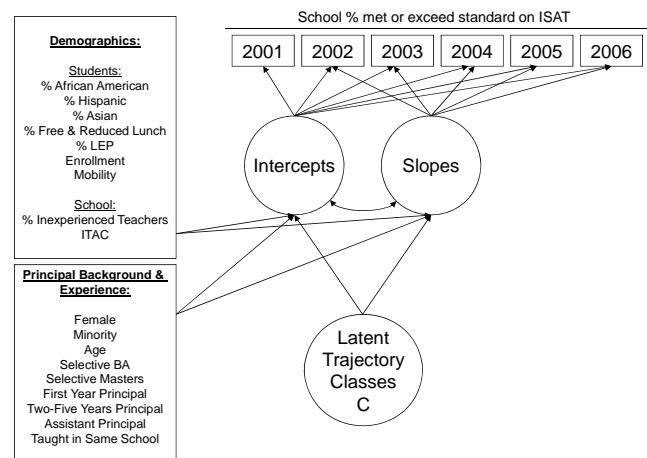 School % met or exceed standard on ISAT
2001 2002 2003 2004 2005 2006
Demographics:
Students:
% African American
% Hispanic
% Asian
% Free & Reduced Lunch
% LEP
Enrollment
Mobility
School:
% Inexperienced Teachers
ITAC
Intercepts
Slopes
Principal Background &
Experience:
Female
Minority
Age
Selective BA
Selective Masters
First Year Principal
Two-Five Years Principal
Assistant Principal
Taught in Same School
Latent
Trajectory
Classes
C